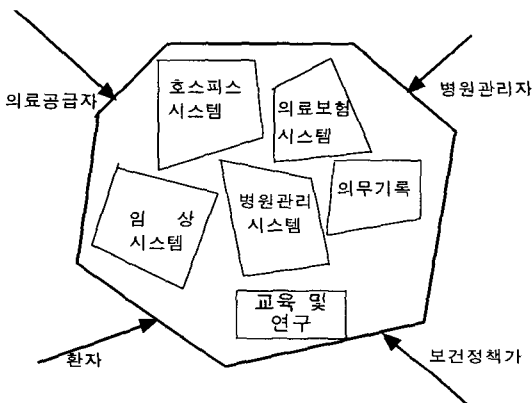 호스피스
시스템
의료보험
시스템
의료공급자
병원관리자
임 상
시스템
병원관리
시스템
의무기록
교육 및
연구
환자
보건정책가